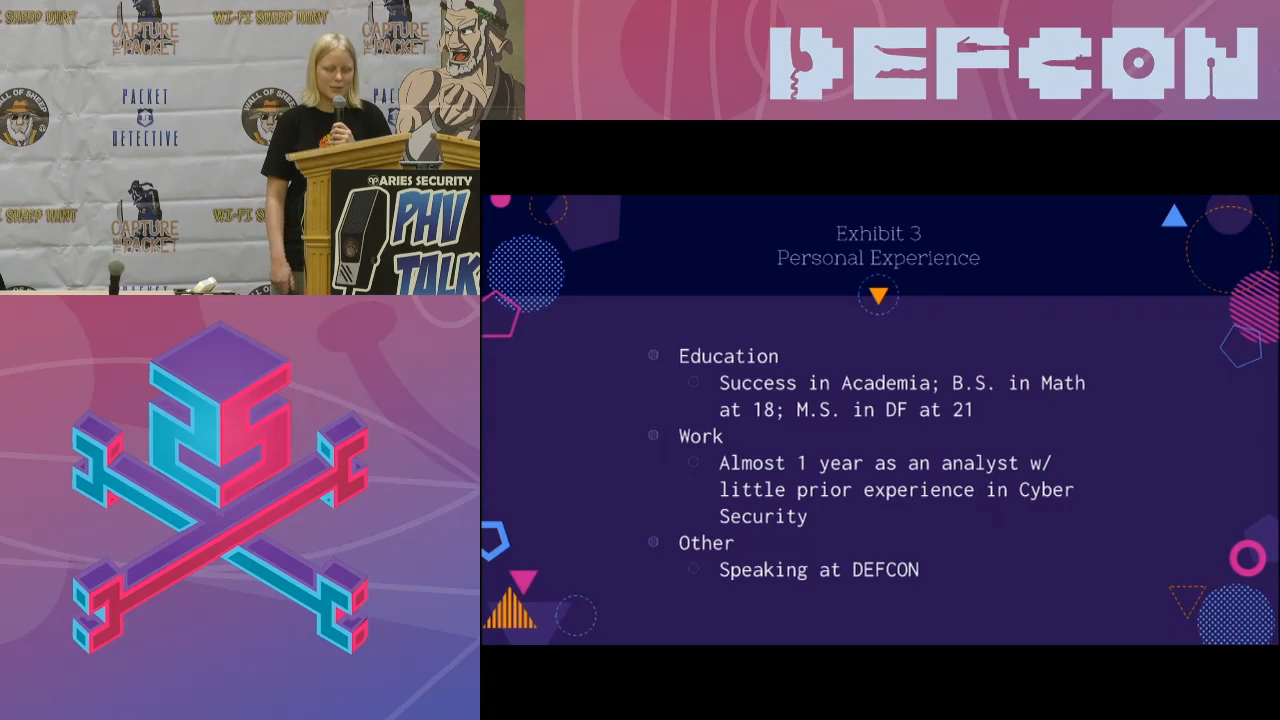 WI-FI SHEEP HUNT
CAPTURE
THE PACKET
CAPTURE
THE PACKET
WALL OF SHEEP
PACKET
DETECTIVE
WALL OF SHEEP
WI-FI SHEEP HUNT
CAPTURE
THE PACKET
ARIES SECURITY
PHV
TALK
DEFCON
25
Exhibit 3
Personal Experience
Education
Success in Academia; B.S. in Math
at 18; M.S. in DF at 21
Work
Almost 1 year as an analyst w/
little prior experience in Cyber
Security
Other
Speaking at DEFCON